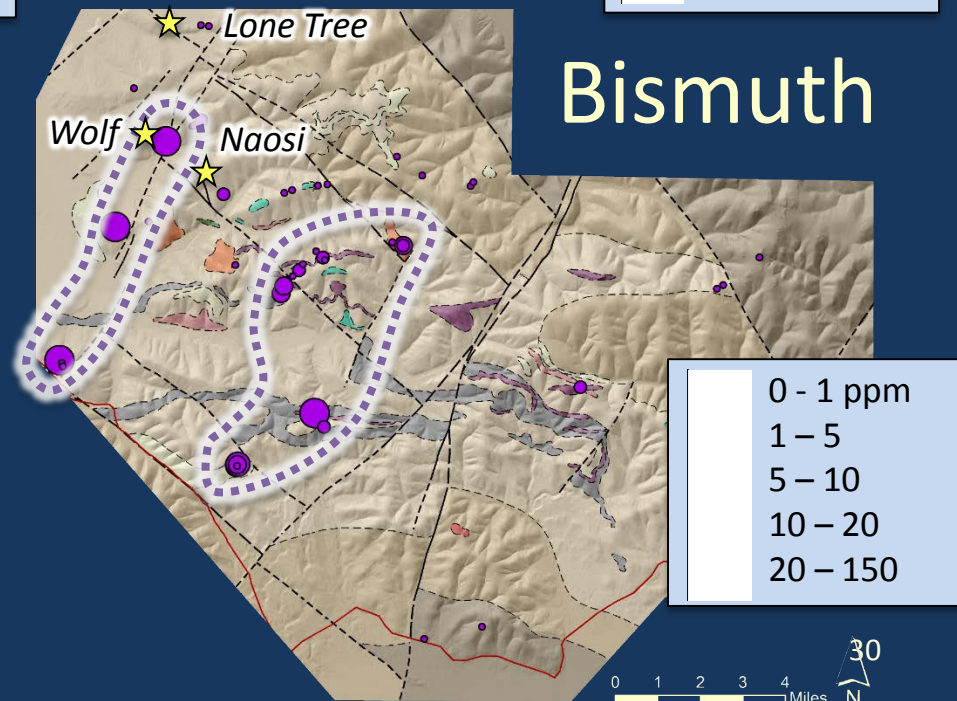 Lone Tree
Bismuth
Wolf
Naosi
0 - 1 ppm
1 – 5
5 – 10
10 – 20
20 – 150
30
0 1 2 3 4
Miles
N